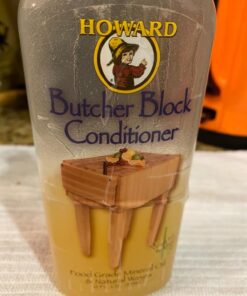 HOWARD
Butcher Block
Conditioner
Food Grade Mineral Oil
& Natural Waxes